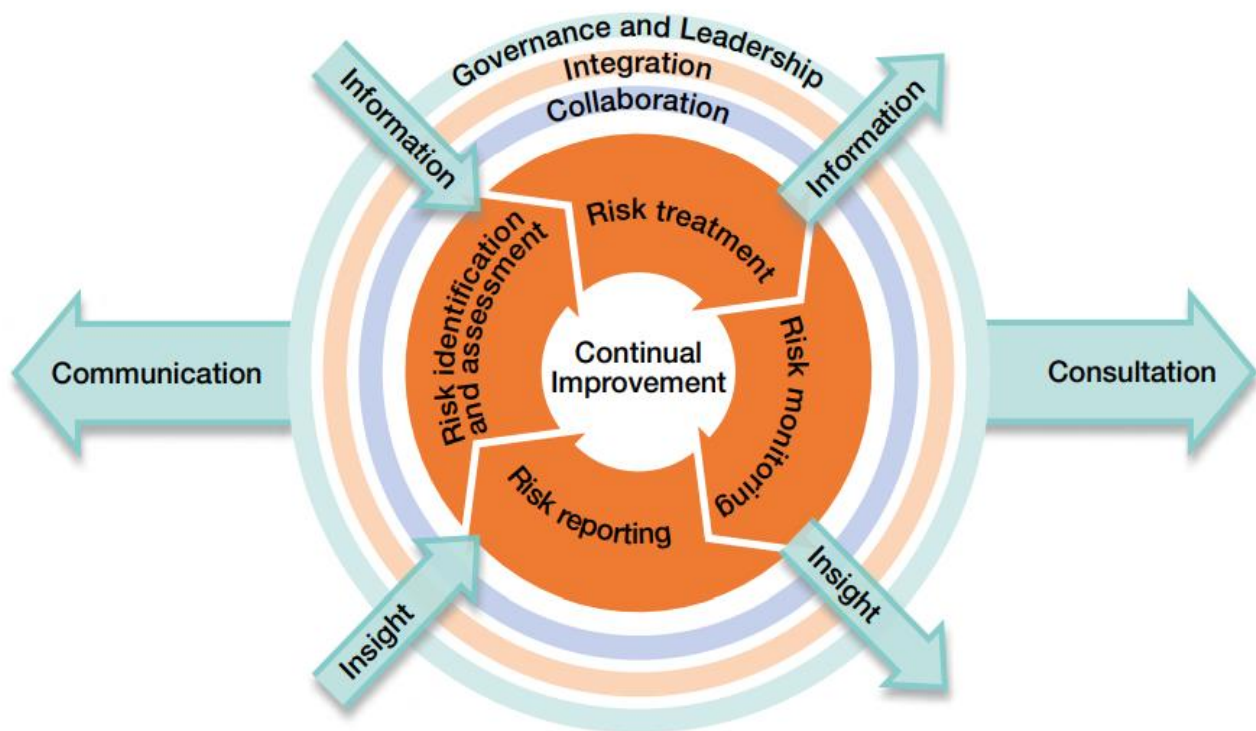 Governance and Leadership
Integration
Collaboration
Information
Information
Risk treatment
Risk identification
and assessment
Communication
Continual
Improvement
Risk monitoring
Consultation
Risk reporting
Insight
Insight